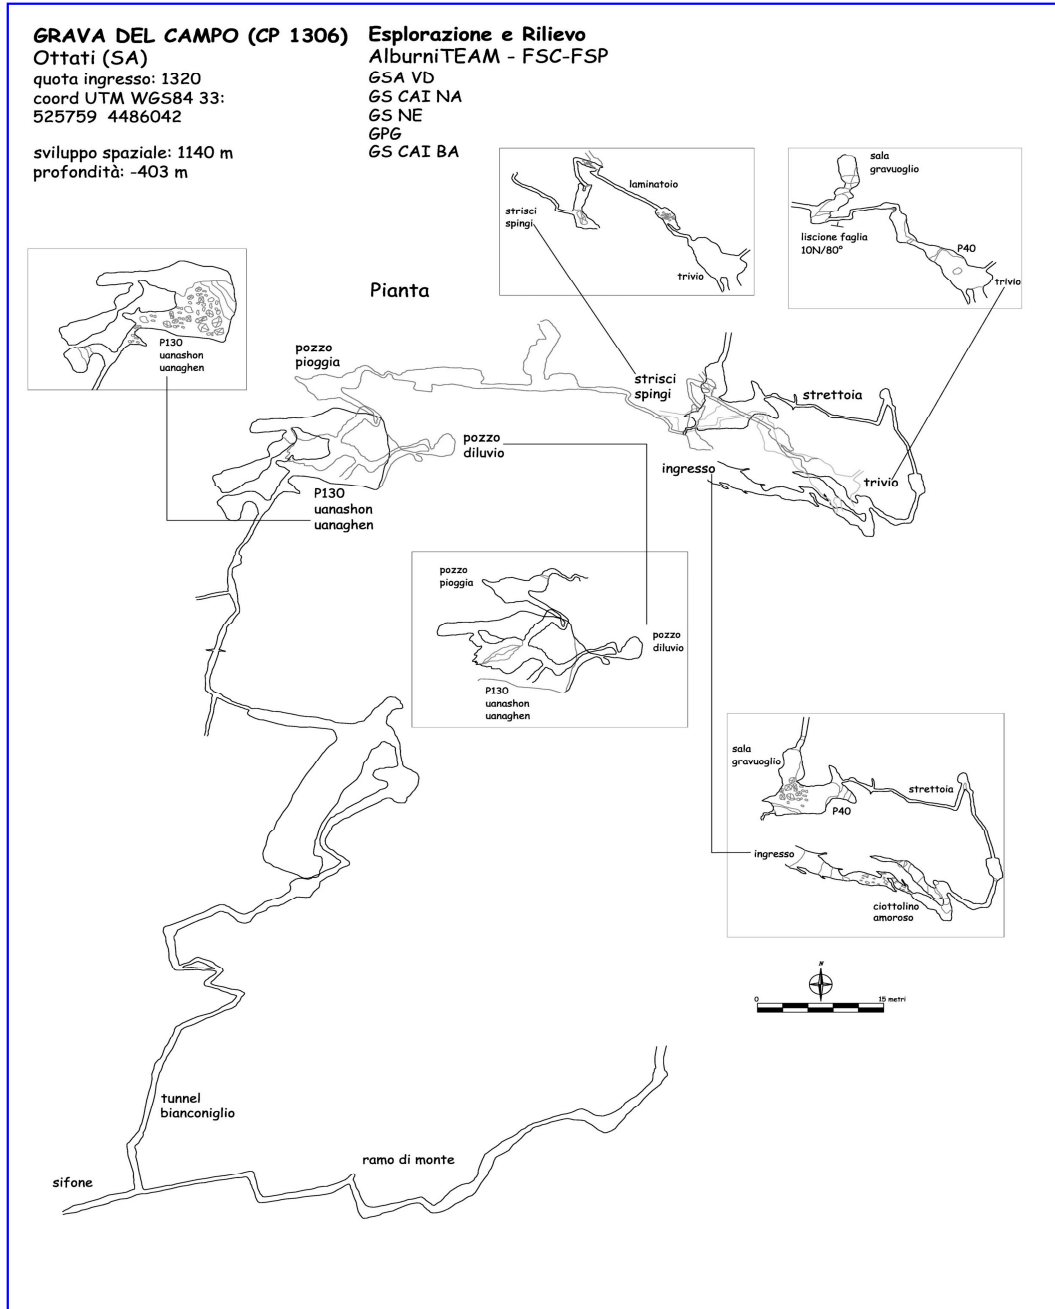 GRAVA DEL CAMPO (CP 1306)
Ottati (SA)
quota ingresso: 1320
coord UTM WGS84 33:
525759 4486042
sviluppo spaziale: 1140 m
profondità: -403 m
Esplorazione e Rilievo
AlburniTEAM - FSC-FSP
GSA VD
GS CAI NA
GS NE
GPG
GS CAI BA
laminatoio
strisci
spingi
trivio
sala
gravuoglio
liscione faglia
10N/80°
P40
trivio
P130
uanashon
uanaghen
Pianta
pozzo
pioggia
strisci
spingi
strettoia
pozzo
diluvio
ingresso
trivio
P130
uanashon
uanaghen
pozzo
pioggia
pozzo
diluvio
P130
uanashon
uanaghen
sala
gravuoglio
strettoia
P40
ingresso
ciottolino
amoroso
N
0 15 metri
tunnel
bianconiglio
ramo di monte
sifone